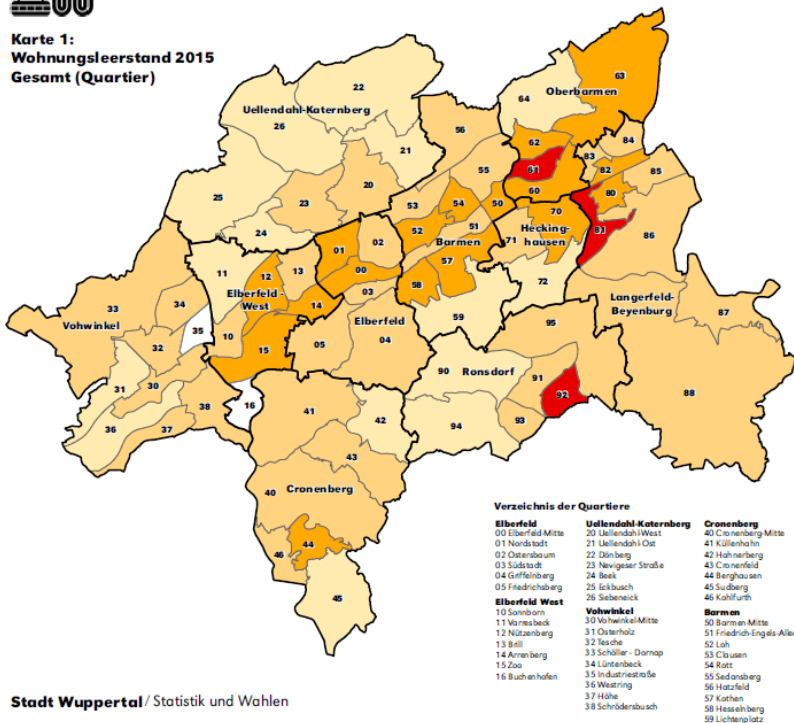 Karte 1:
Wohnungsleerstand 2015
Gesamt (Quartier)
63
22
Oberbarmen
64
Uellendahl-Katernberg
26
56
62
84
21
83
61
82
85
55
20
60
80
25
23
53
54
50
70
24
52
51
81
86
01
02
Barmen
71
Hecking-
hausen
11
12
13
00
57
72
33
34
Elberfeld -
West
14
03
58
Langerfeld-
Beyenburg
87
Vohwinkel
35
10
Elberfeld
59
95
32
15
05
04
31
30
90
Ronsdorf
91
92
88
36
37
38
16
41
42
94
93
43
40
Cronenberg
44
46
45
Verzeichnis der Quartiere
Elberfeld
00 Elberfeld-Mitte
01 Nordstadt
02 Ostersbaum
03 Südstadt
04 Grifflenberg
05 Friedrichsberg
Elberfeld West
10 Sonnborn
11 Varresbeck
12 Nützenberg
13 Brill
14 Arrenberg
15 Zoo
16 Buchenhofen
Uellendahl-Katernberg
20 Uellendahl-West
21 Uellendahl-Ost
22 Dönberg
23 Nevigeser Straße
24 Beek
25 Eckbusch
26 Siebeneick
Vohwinkel
30 Vohwinkel-Mitte
31 Osterholz
32 Tesche
33 Schöller - Dornap
34 Lüntenbeck
35 Industriestraße
36 Westring
37 Höhe
38 Schrödersbusch
Cronenberg
40 Cronenberg-Mitte
41 Küllenhahn
42 Hahnerberg
43 Cronenfeld
44 Berghausen
45 Sudberg
46 Kohlfurth
Barmen
50 Barmen-Mitte
51 Friedrich-Engels-Allee
52 Loh
53 Clausen
54 Rott
55 Sedansberg
56 Hatzfeld
57 Kothen
58 Hesselnberg
59 Lichtenplatz
Stadt Wuppertal / Statistik und Wahlen